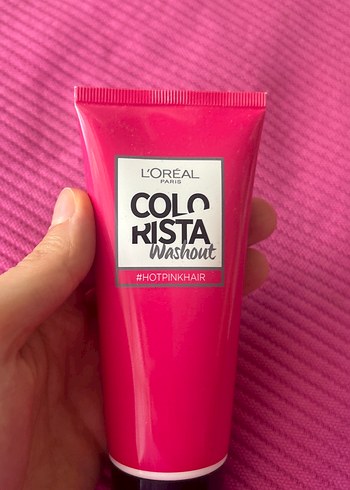 L'ORÉAL
PARIS
COLO
RISTA
Washout
#HOTPINKHAIR